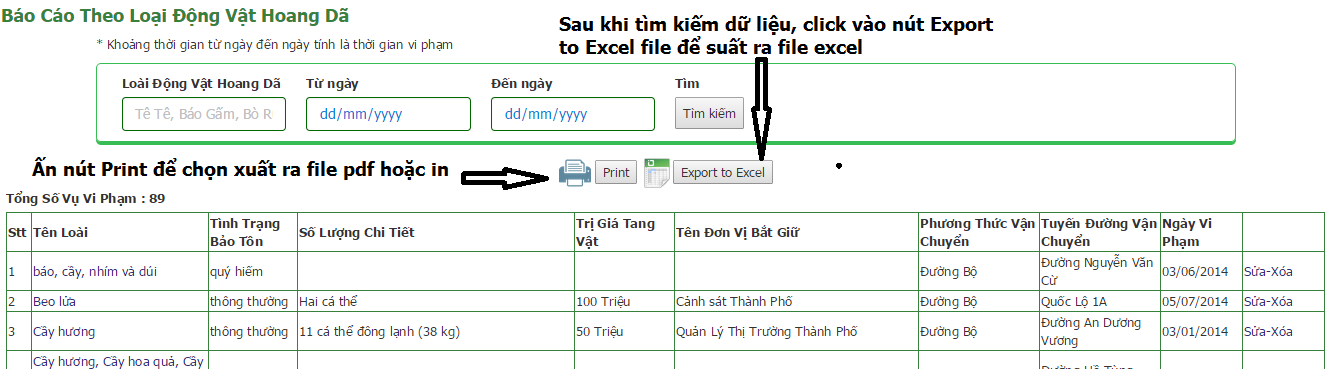 Báo Cáo Theo Loại Động Vật Hoang Dã
Sau khi tìm kiếm dữ liệu, click vào nút Export
to Excel file để suất ra file excel
* Khoảng thời gian từ ngày đến ngày tính là thời gian vi phạm
Loài Động Vật Hoang Dã Từ ngày Đến ngày Tìm
Tê Tê, Báo Gấm, Bò R dd/mm/yyyy dd/mm/yyyy Tìm kiếm
Ấn nút Print để chọn xuất ra file pdf hoặc in Print Export to Excel
Tổng Số Vụ Vi Phạm : 89
Stt Tên Loài Tình Trạng Bảo Tồn Số Lượng Chi Tiết Trị Giá Tang Vật Tên Đơn Vị Bắt Giữ Phương Thức Vận Chuyển Tuyến Đường Vận Chuyển Ngày Vi Phạm
1 báo, cầy, nhím và dúi quý hiếm Đường Bộ Đường Nguyễn Văn Cừ 03/06/2014 Sửa-Xóa
2 Beo lứa thông thường Hai cá thể 100 Triệu Cảnh sát Thành Phố Đường Bộ Quốc Lộ 1A 05/07/2014 Sửa-Xóa
3 Cầy hương thông thường 11 cá thể đông lạnh (38 kg) 50 Triệu Quản Lý Thị Trường Thành Phố Đường Bộ Đường An Dương Vương 03/01/2014 Sửa-Xóa
Cầy hương, Cầy hoa quả, Cầy